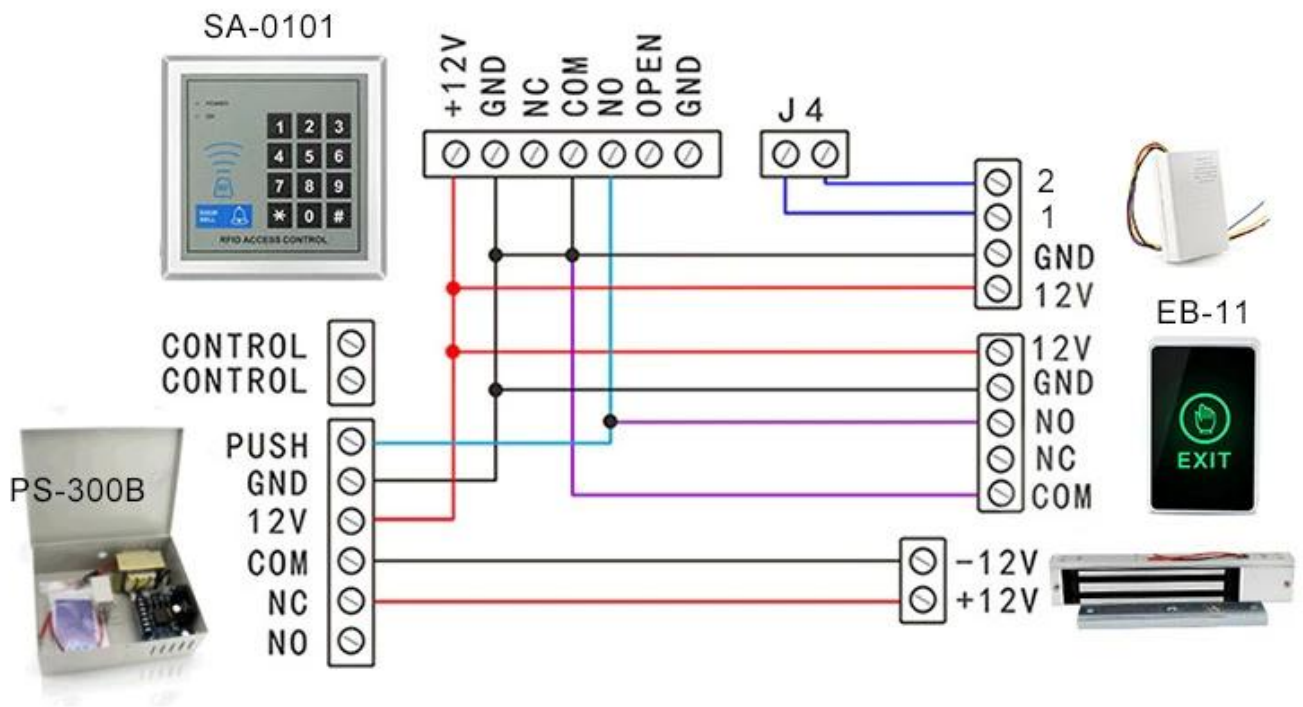 SA-0101
+12V
GND
NC
COM
NO
OPEN
GND
J4
1 2 3
4 5 6
7 8 9
* 0 #
DOOR BELL
RFID ACCESS CONTROL
2
1
GND
12V
EB-11
12V
GND
NO
NC
COM
EXIT
CONTROL
CONTROL
PUSH
GND
12V
COM
NC
NO
PS-300B
-12V
+12V